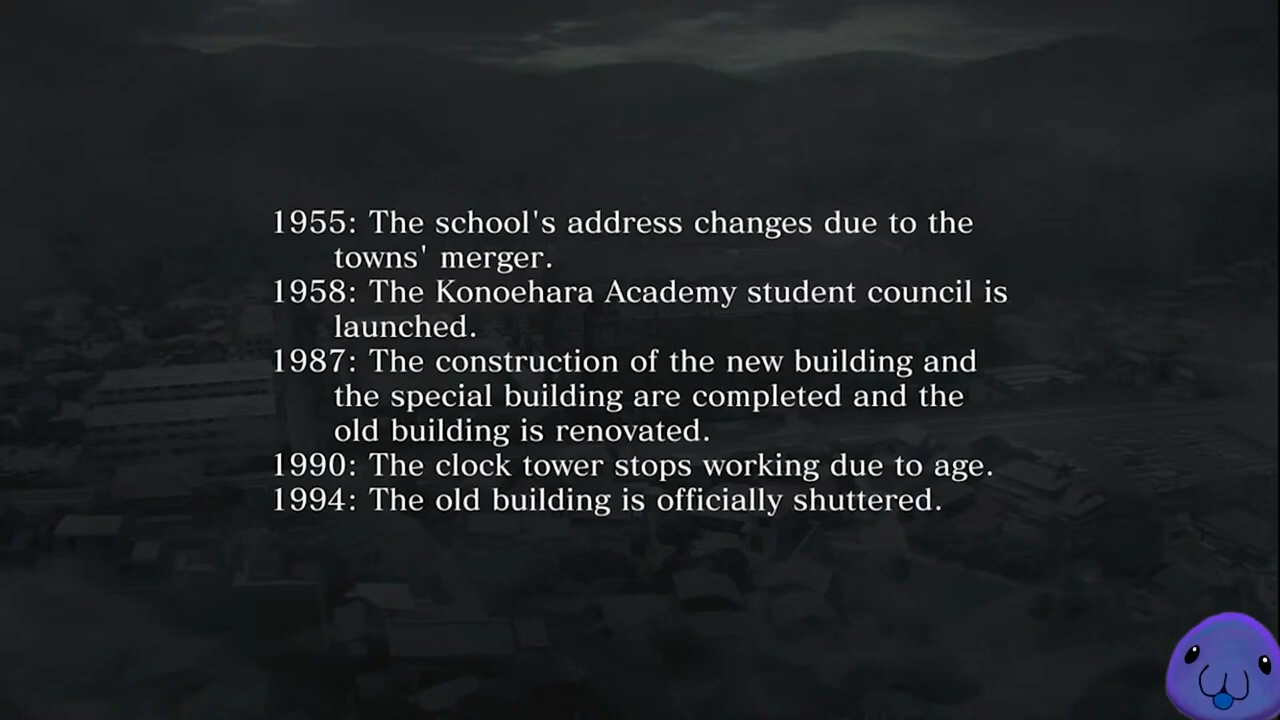 1955: The school's address changes due to the
towns' merger.
1958: The Konoehara Academy student council is
launched.
1987: The construction of the new building and
the special building are completed and the
old building is renovated.
1990: The clock tower stops working due to age.
1994: The old building is officially shuttered.